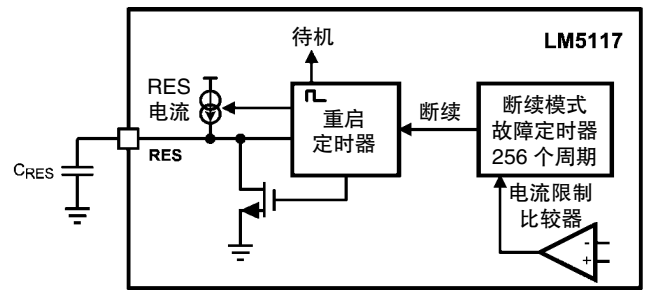 待机
LM5117
RES
电流
重启
定时器
断续
断续模式
故障定时器
256 个周期
RES
CRES
电流限制
比较器
-
+